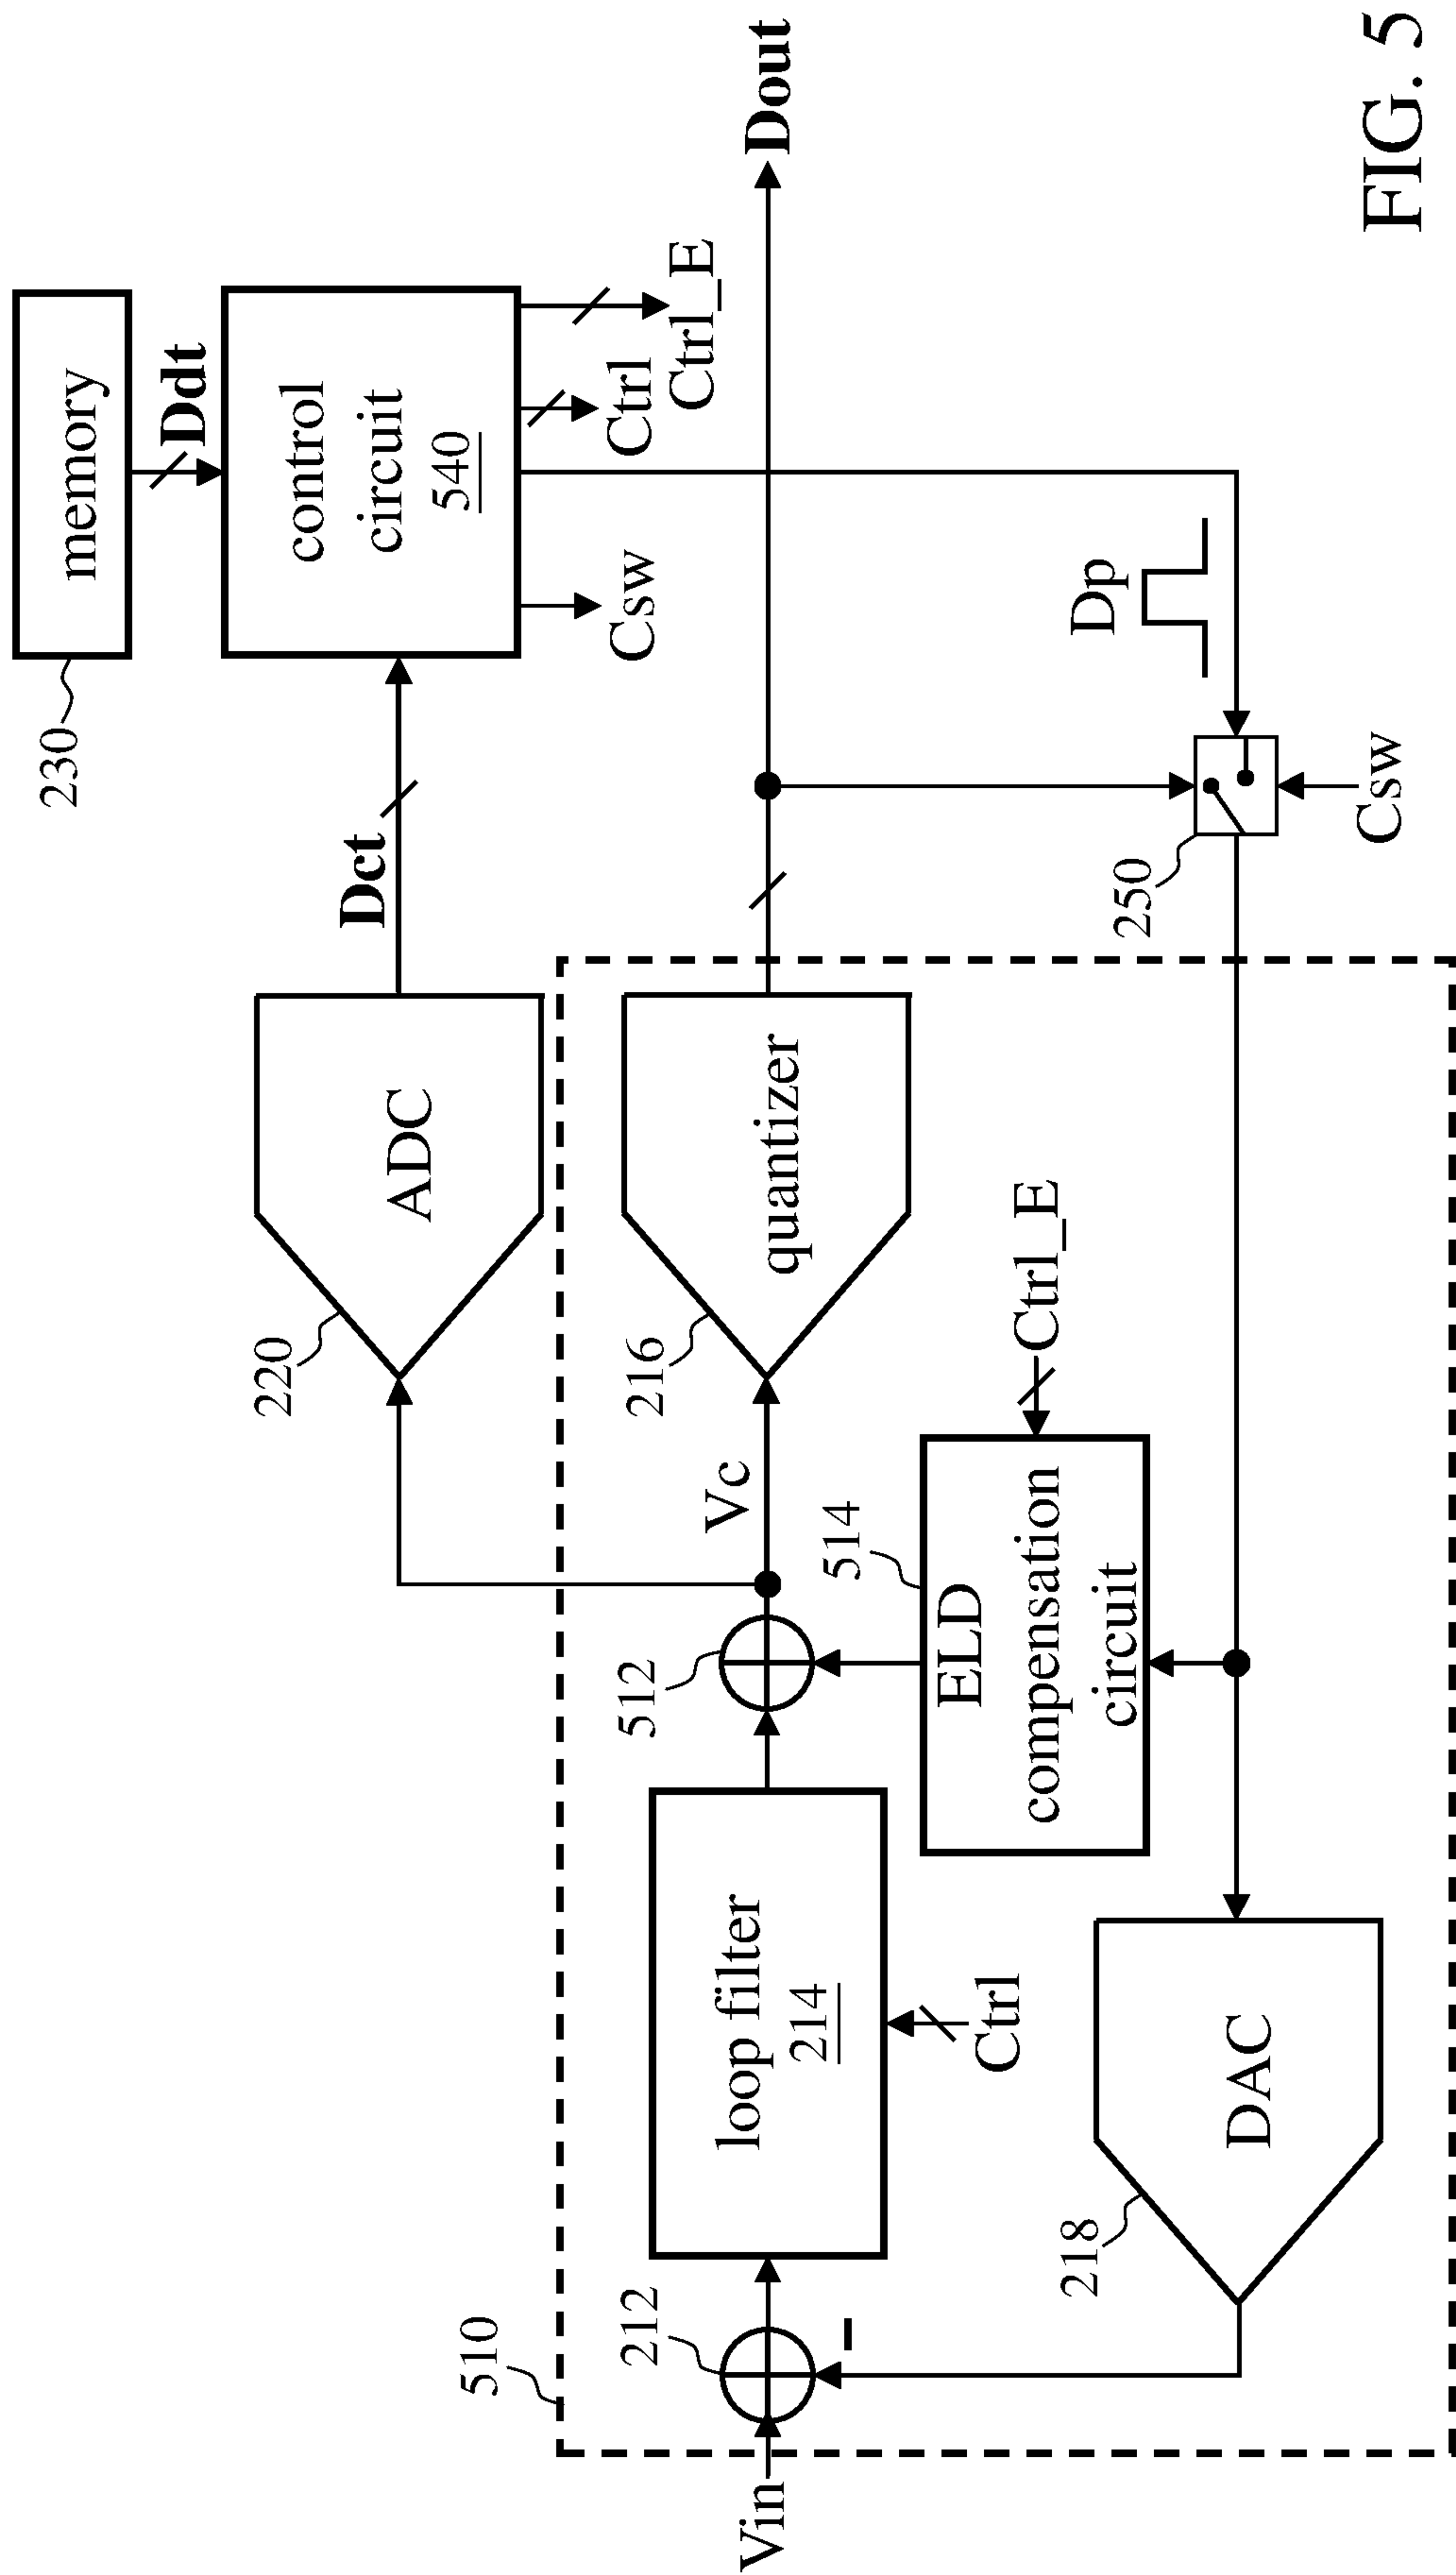 230
memory
Ddt
control
circuit
540
Dct
ADC
220
Csw
Ctrl
Ctrl_E
510
Vin
212
loop filter
214
Ctrl
512
Vc
216
quantizer
Dout
514
ELD
compensation
circuit
Ctrl_E
218
DAC
250
Dp
Csw
FIG. 5